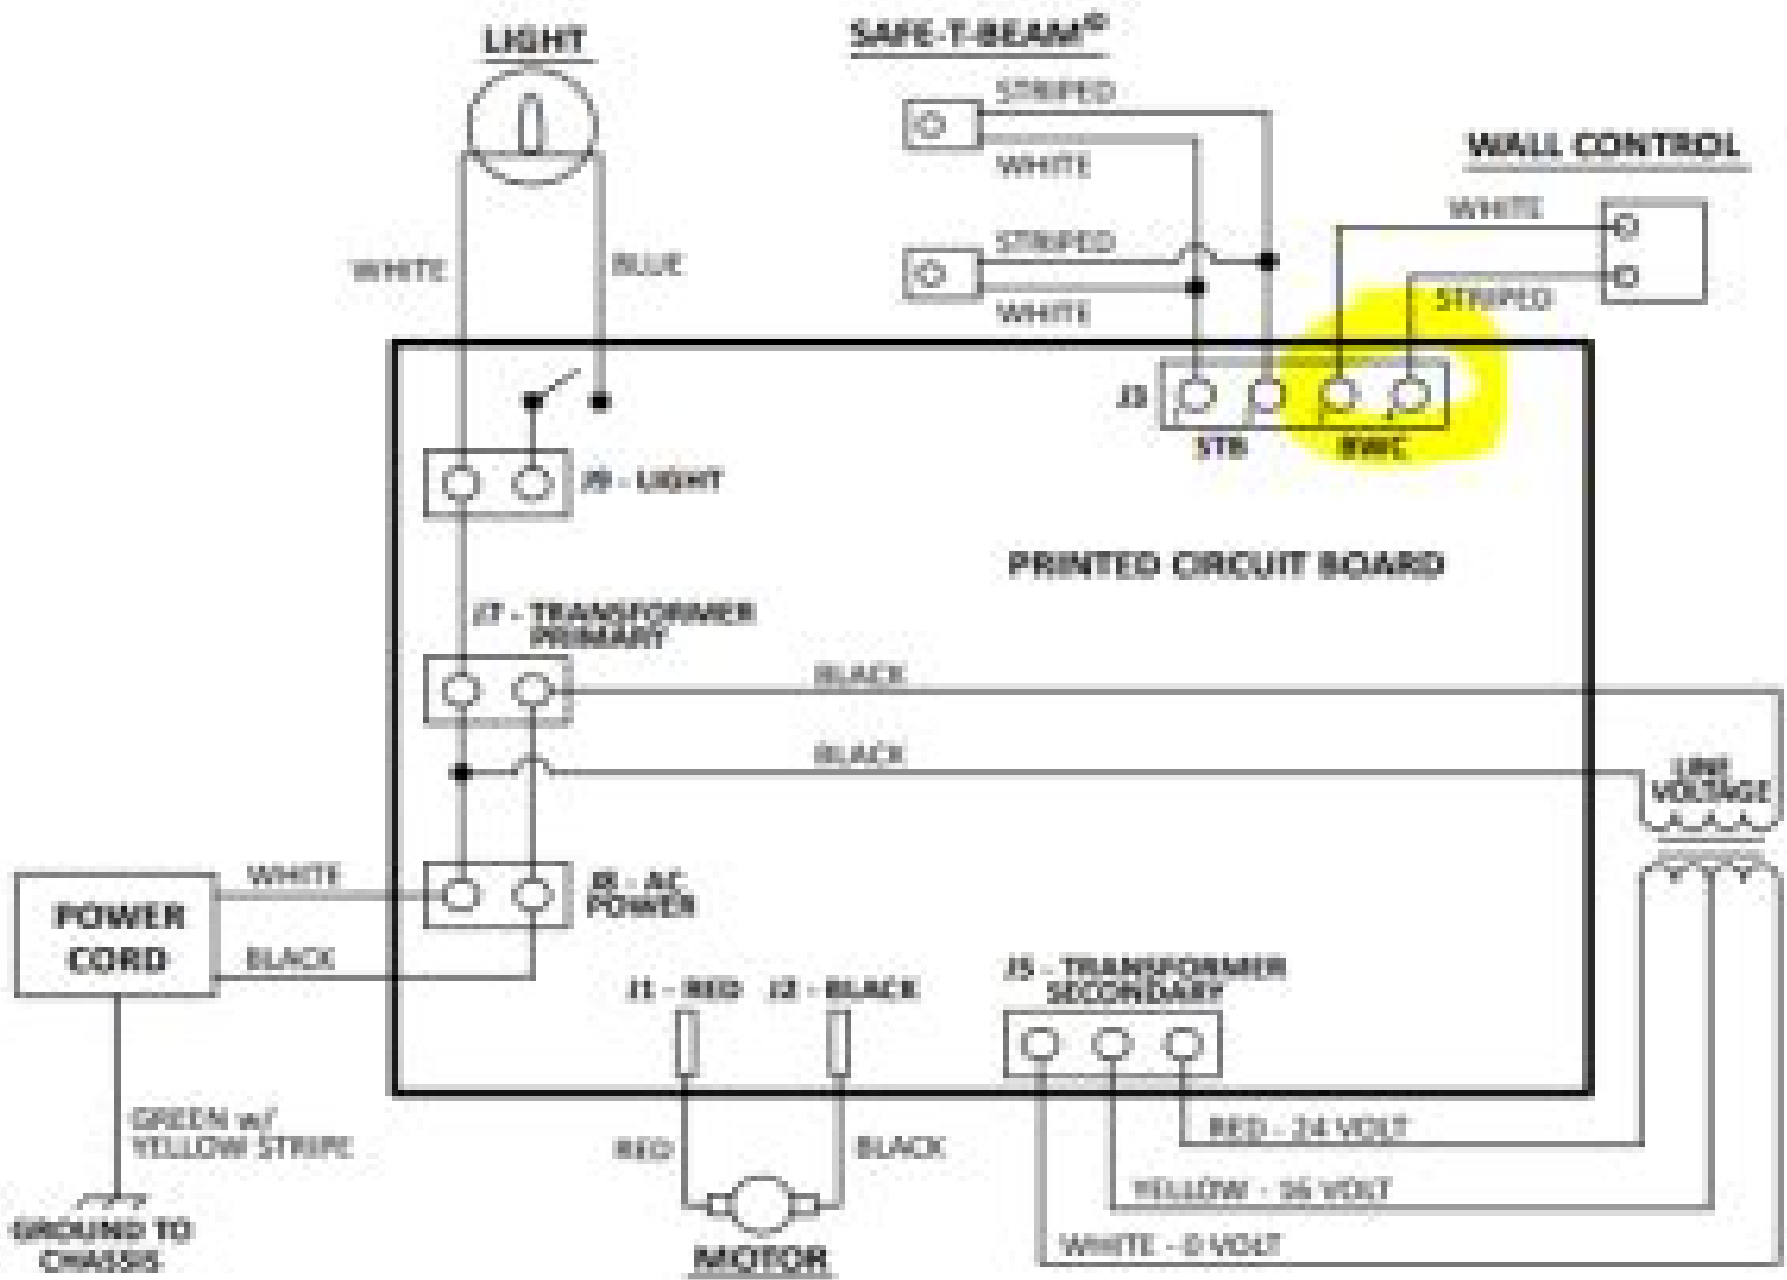 LIGHT
SAFE-T-BEAM©
STRIPED
WHITE
WALL CONTROL
WHITE
STRIPED
WHITE
STRIPED
WHITE
BLUE
J3
STB
BWC
J9 - LIGHT
PRINTED CIRCUIT BOARD
J7 - TRANSFORMER
PRIMARY
BLACK
BLACK
LINE
VOLTAGE
WHITE
J8 - AC
POWER
POWER
CORD
BLACK
J1 - RED
J2 - BLACK
J5 - TRANSFORMER
SECONDARY
GREEN w/
YELLOW STRIPE
RED
BLACK
RED - 24 VOLT
YELLOW - 16 VOLT
WHITE - 0 VOLT
GROUND TO
CHASSIS
MOTOR